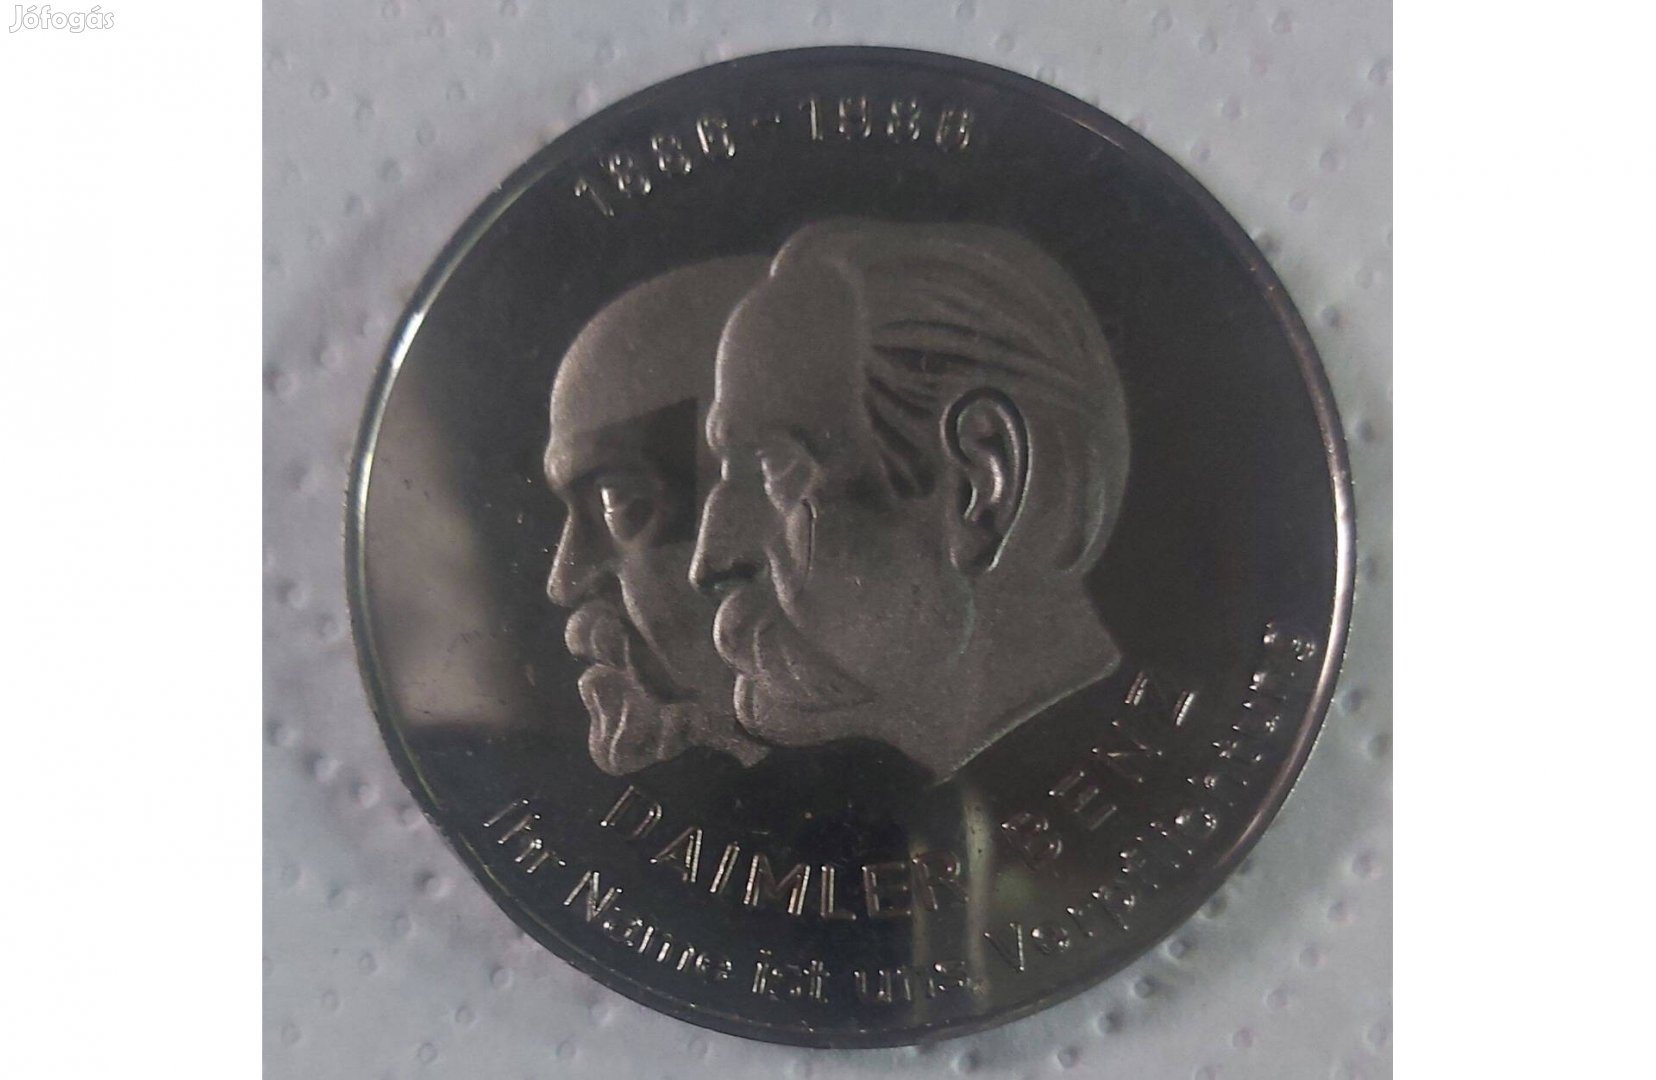 Jófogás
1886-1986
DAIMLER BENZ
Ihr Name ist uns Verpflichtung